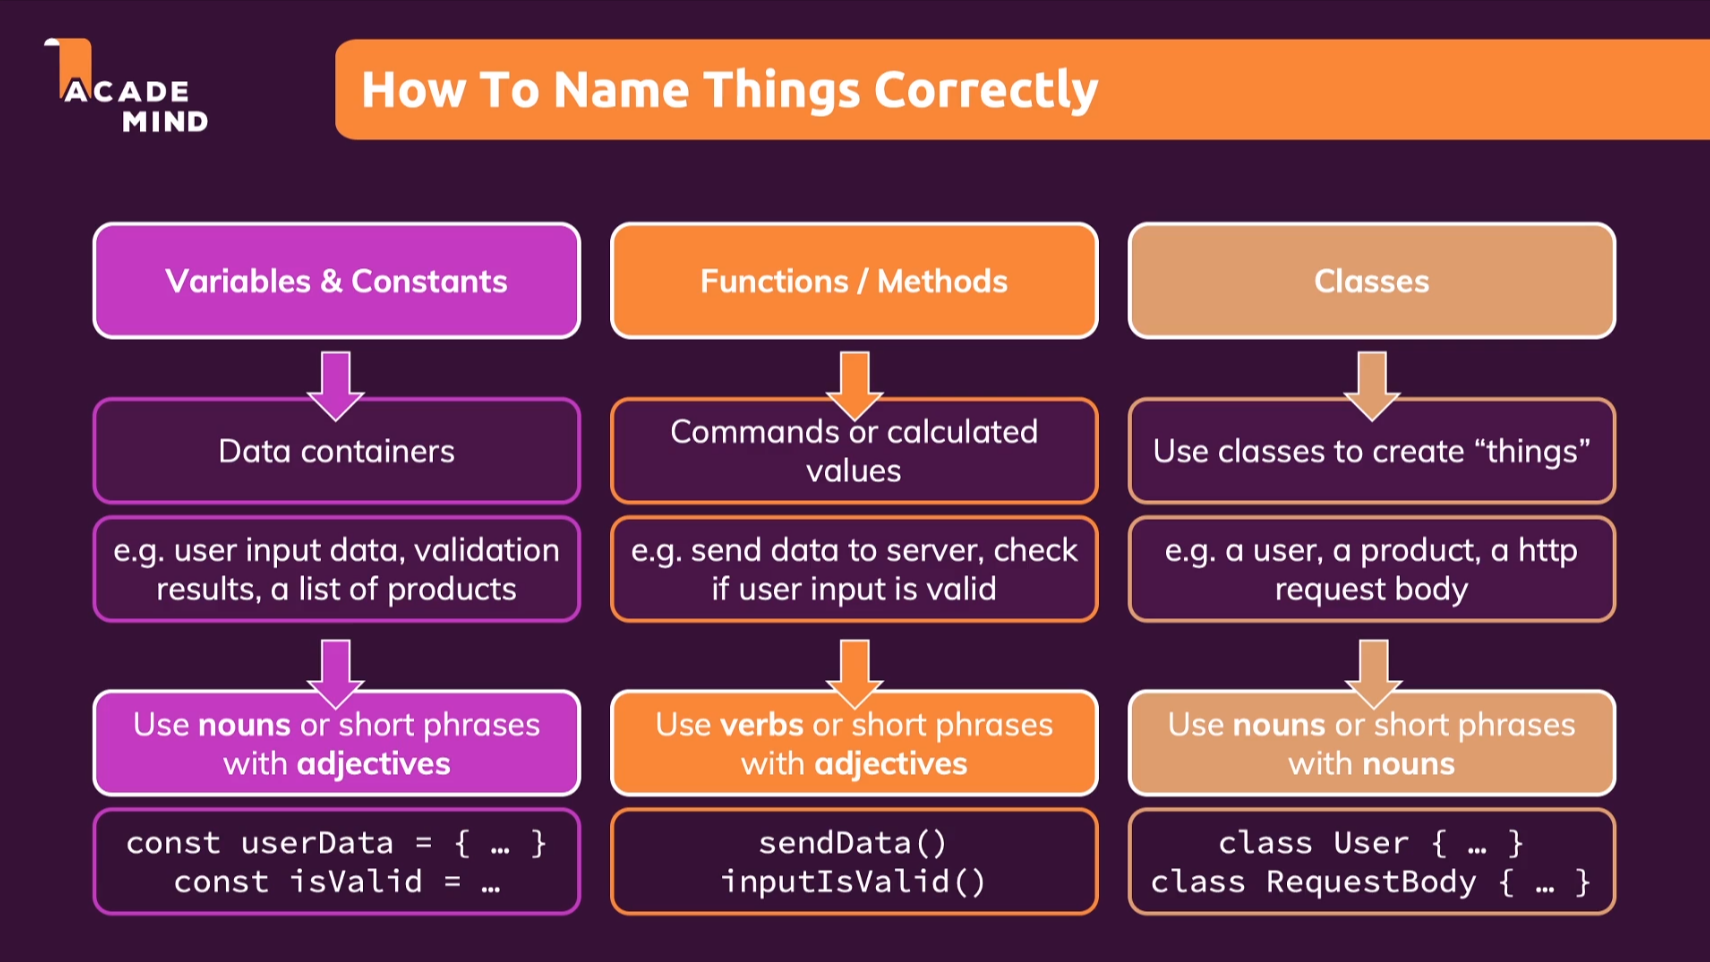 ACADE
MIND
How To Name Things Correctly
Variables & Constants
Data containers
e.g. user input data, validation
results, a list of products
Use nouns or short phrases
with adjectives
const userData = { … }
const isValid = …
Functions / Methods
Commands or calculated
values
e.g. send data to server, check
if user input is valid
Use verbs or short phrases
with adjectives
sendData()
inputIsValid()
Classes
Use classes to create “things”
e.g. a user, a product, a http
request body
Use nouns or short phrases
with nouns
class User { … }
class RequestBody { … }